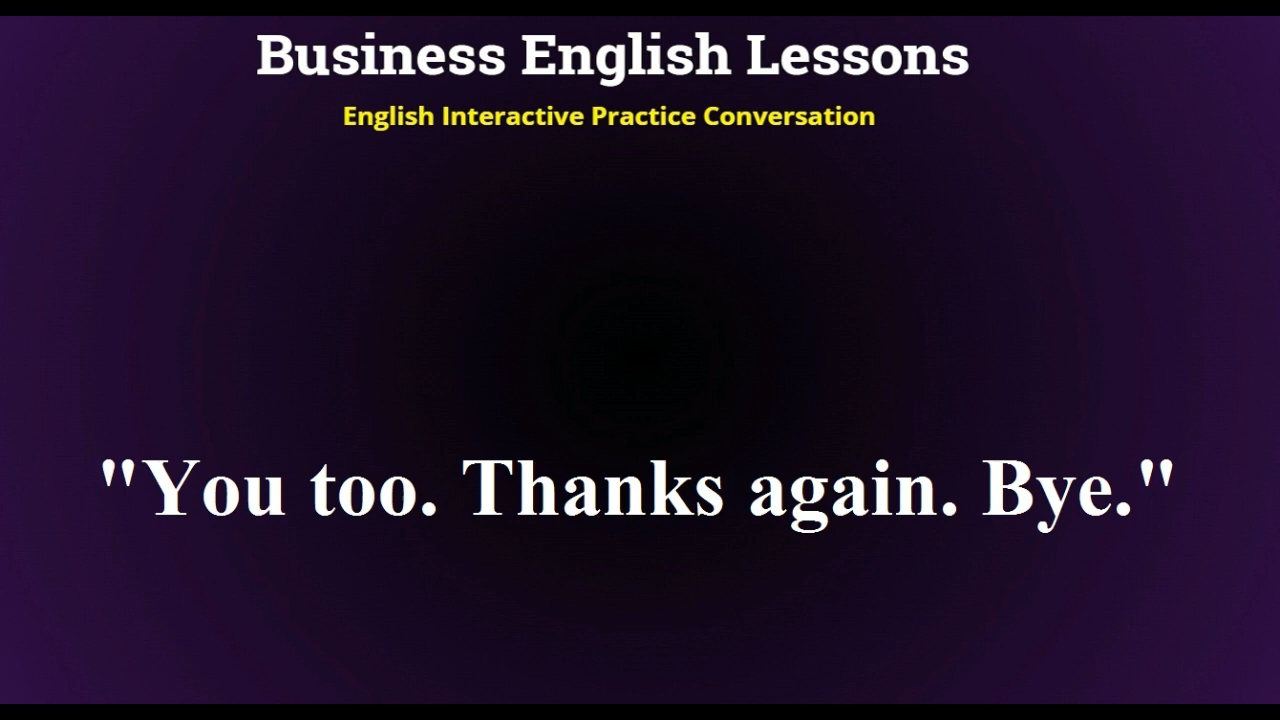 Business English Lessons
English Interactive Practice Conversation
"You too. Thanks again. Bye."